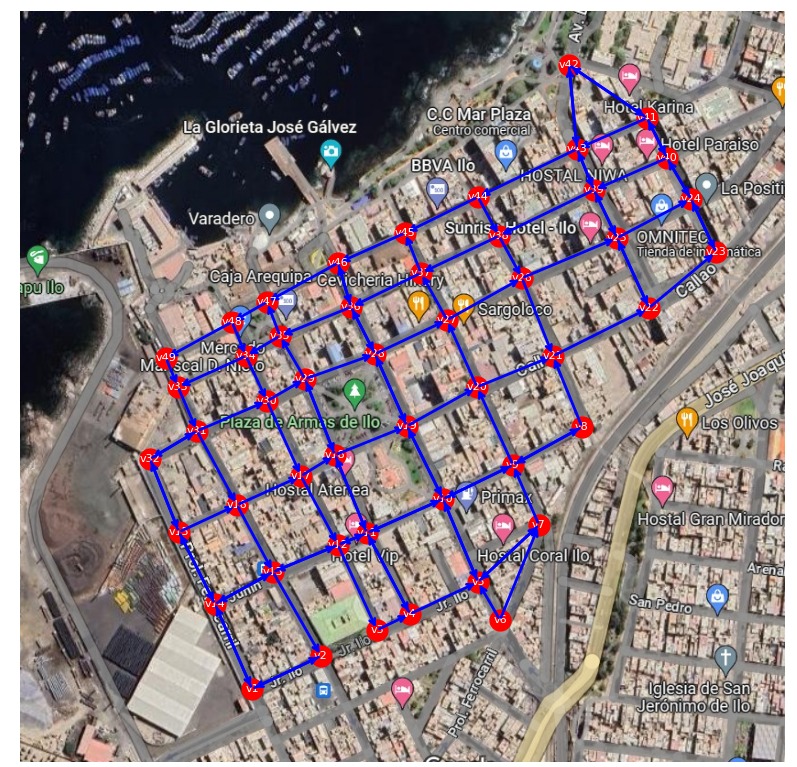 Av.
v42
Hotel Karina
v41
C.C Mar Plaza
Centro comercial
La Glorieta José Gálvez
v43
Hotel Paraiso
v40
BBVA Ilo
HOSTAL NIWA
v39
La Positi
v44
v24
Varadero
v45
Sunrise Hotel - Ilo
v38
v25
OMNITEC
Tienda de informática
v23
v46
Caja Arequipa
Cevicheria
v37
v26
Callao
v47
v36
Sargoloco
v22
v48
v27
v35
Mercado
Mariscal D. Nieto
v49
v34
v28
v21
v33
v29
v20
José Joaqu
v30
Plaza de Armas de Ilo
v19
v8
Los Olivos
v31
v32
v18
v9
v17
Hostal Atenea
v10
Primax
v16
Hostal Gran Mirador
v15
v11
v7
v12
Hotel Vip
Hostal Coral Ilo
v13
Arena
Junín
v5
v14
Jr. Ilo
San Pedro
v4
v6
v3
Jr. Ilo
v2
Prol. Ferrocarril
Jr. Ilo
v1
Iglesia de San
Jerónimo de Ilo